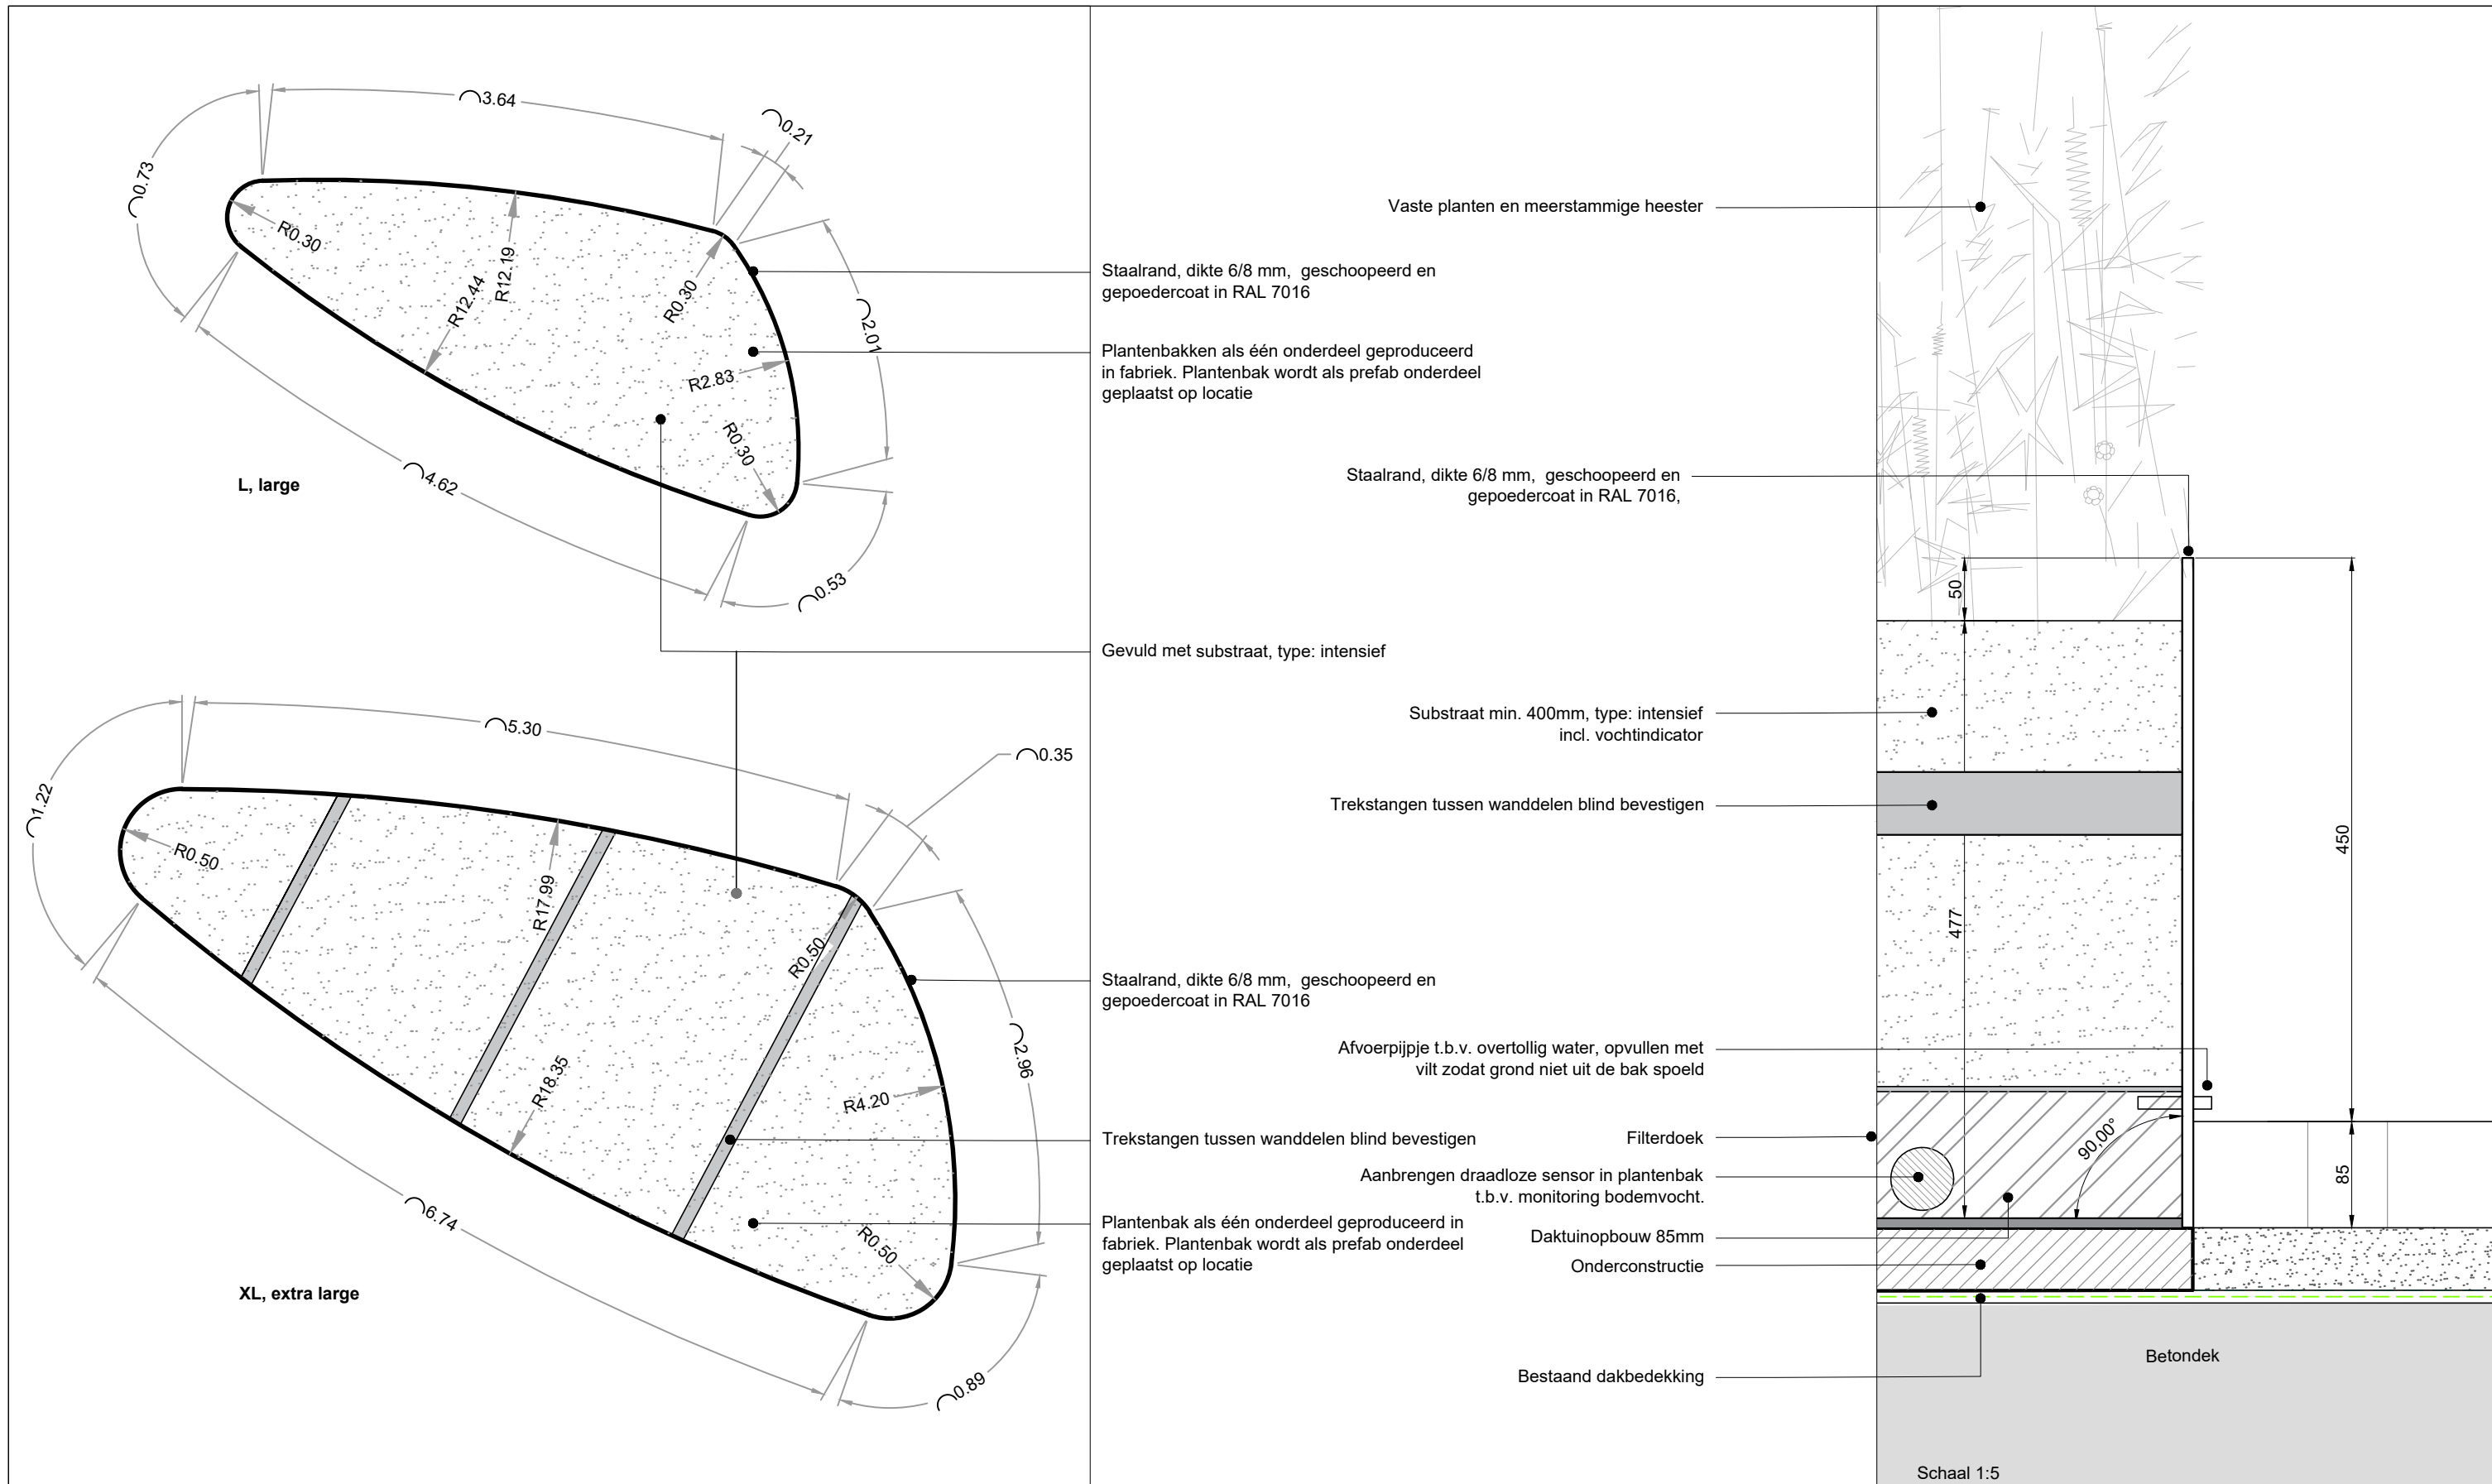 3.64
0.21
0.73
R0.30
R12.19
R12.44
R0.30
2.01
R2.83
R0.30
4.62
0.53
L, large
Staalrand, dikte 6/8 mm,  geschoopeerd en
gepoedercoat in RAL 7016
Plantenbakken als één onderdeel geproduceerd
in fabriek. Plantenbak wordt als prefab onderdeel
geplaatst op locatie
Gevuld met substraat, type: intensief
5.30
0.35
1.22
R0.50
R17.99
R0.50
R18.35
2.96
R4.20
R0.50
6.74
0.89
XL, extra large
Staalrand, dikte 6/8 mm,  geschoopeerd en
gepoedercoat in RAL 7016
Trekstangen tussen wanddelen blind bevestigen
Plantenbak als één onderdeel geproduceerd in
fabriek. Plantenbak wordt als prefab onderdeel
geplaatst op locatie
Vaste planten en meerstammige heester
Staalrand, dikte 6/8 mm,  geschoopeerd en
gepoedercoat in RAL 7016,
Substraat min. 400mm, type: intensief
incl. vochtindicator
Trekstangen tussen wanddelen blind bevestigen
Afvoerpijpje t.b.v. overtollig water, opvullen met
vilt zodat grond niet uit de bak spoeld
Filterdoek
Aanbrengen draadloze sensor in plantenbak
t.b.v. monitoring bodemvocht.
Daktuinopbouw 85mm
Onderconstructie
Bestaand dakbedekking
50
477
450
90,00°
85
Betondek
Schaal 1:5